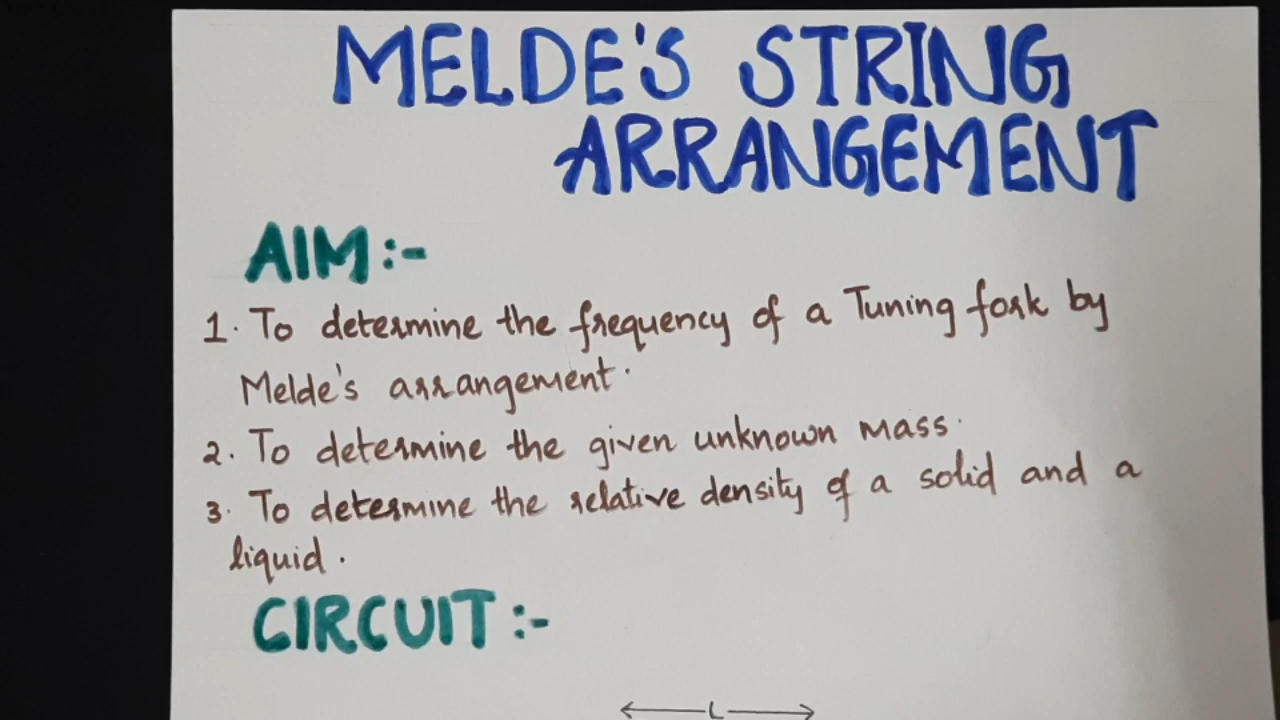 MELDE'S STRING
ARRANGEMENT
AIM:-
1. To determine the frequency of a Tuning fork by
Melde's arrangement.
2. To determine the given unknown mass.
3. To determine the relative density of a solid and a
liquid.
CIRCUIT:-
L